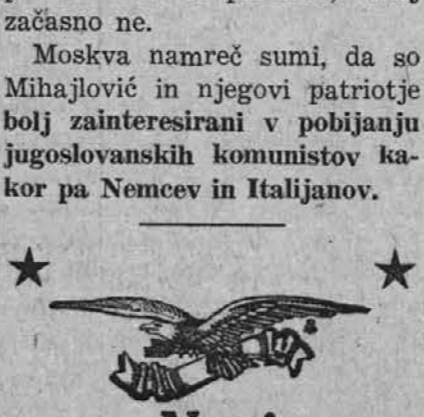 začasno ne.
Moskva namreč sumi, da so
Mihajlović in njegovi patriotje
bolj zainteresirani v pobijanju
jugoslovanskih komunistov ka-
kor pa Nemcev in Italijanov.